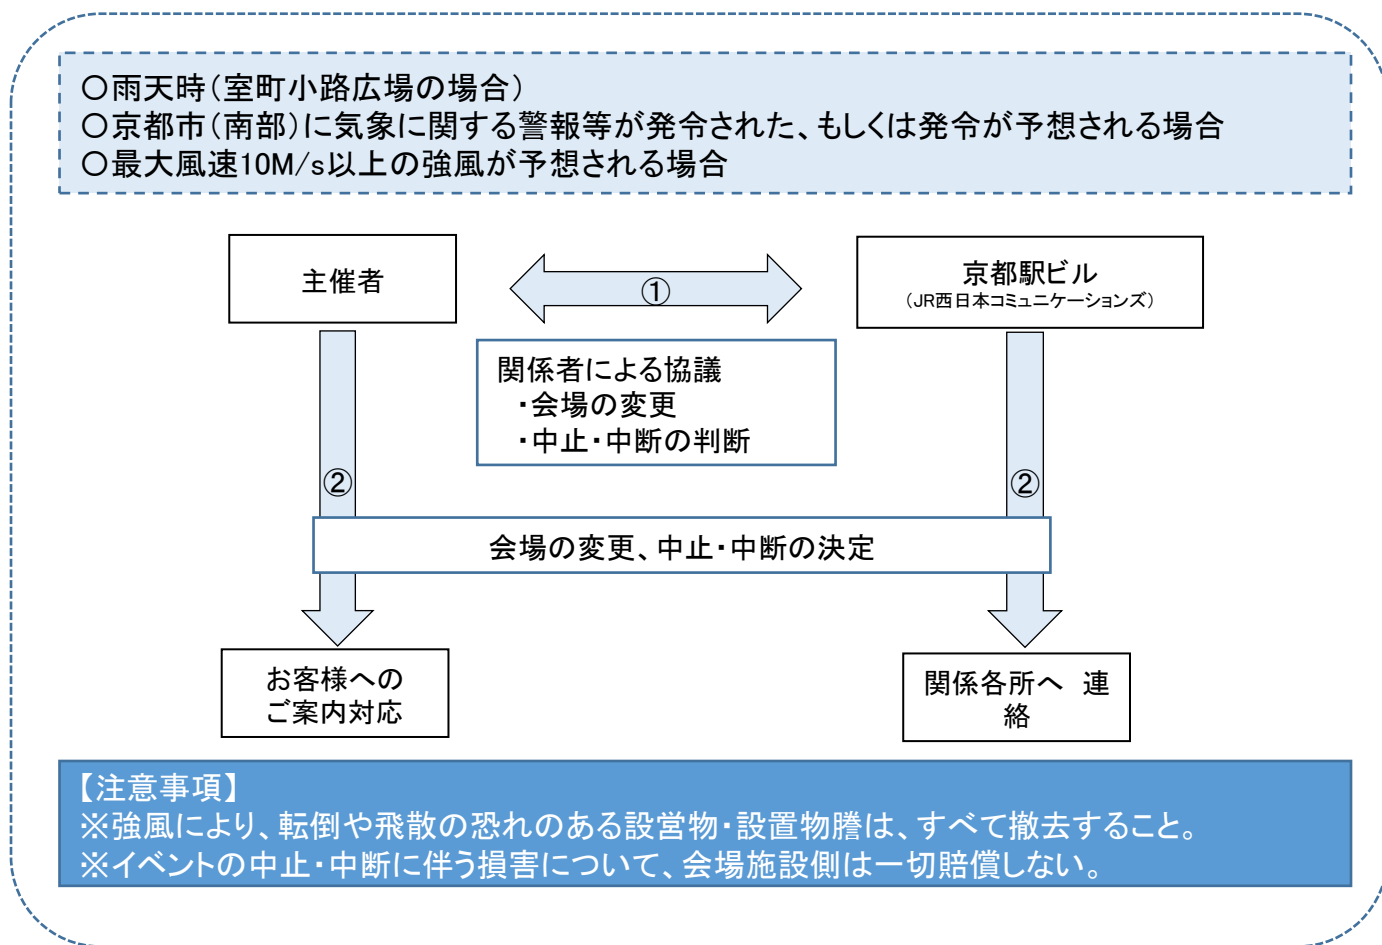 〇雨天時(室町小路広場の場合)
〇京都市(南部)に気象に関する警報等が発令された、もしくは発令が予想される場合
〇最大風速10M/s以上の強風が予想される場合
主催者
①
京都駅ビル
(JR西日本コミュニケーションズ)
関係者による協議
・会場の変更
・中止・中断の判断
②
②
会場の変更、中止・中断の決定
お客様への
ご案内対応
関係各所へ 連
絡
【注意事項】
※強風により、転倒や飛散の恐れのある設営物・設置物謄は、すべて撤去すること。
※イベントの中止・中断に伴う損害について、会場施設側は一切賠償しない。